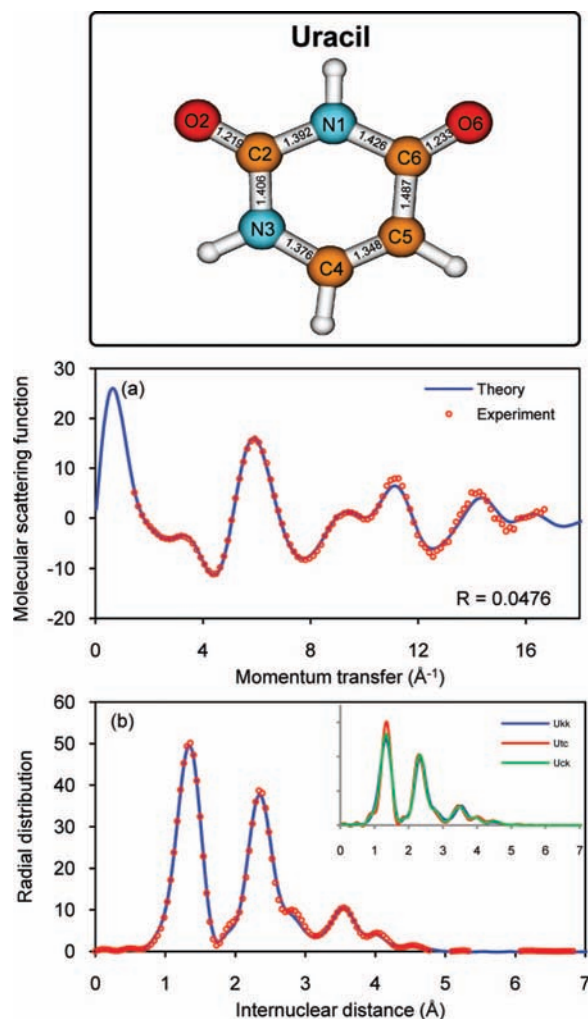 Uracil
O2
1.219
C2
1.392
N1
1.426
C6
1.233
O6
1.406
1.487
N3
1.376
C4
1.348
C5
30
20
10
0
-10
-20
Molecular scattering function
(a)
Theory
Experiment
R = 0.0476
0 4 8 12 16
Momentum transfer (Å-1)
60
50
40
30
20
10
0
Radial distribution
(b)
Ukk
Utc
Uck
0 1 2 3 4 5 6 7
0 1 2 3 4 5 6 7
Internuclear distance (Å)